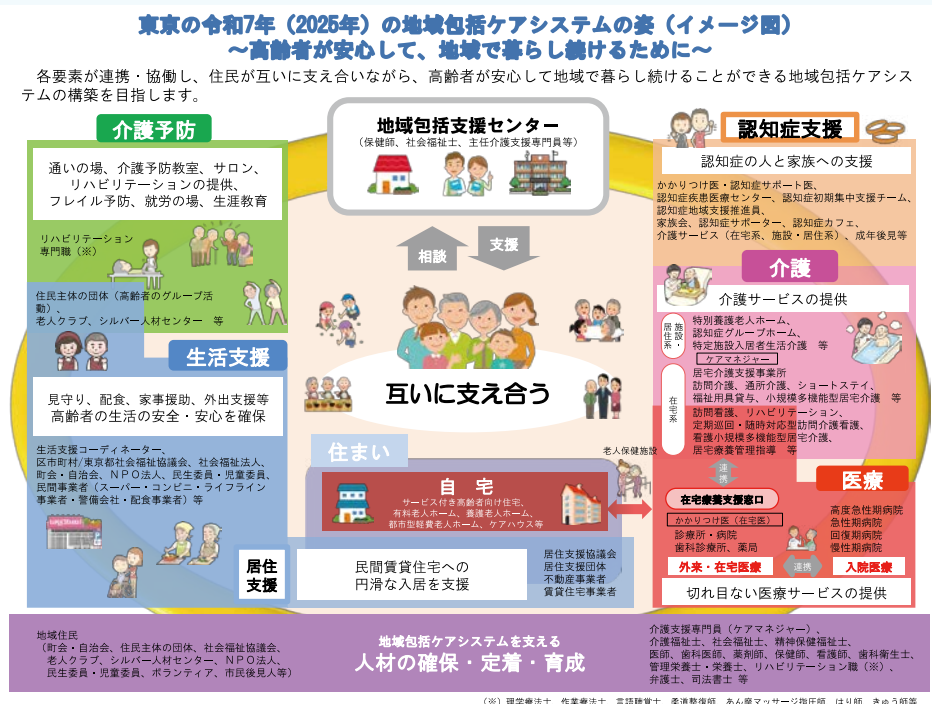 東京の令和7年（2025年）の地域包括ケアシステムの姿（イメージ図）
～高齢者が安心して、地域で暮らし続けるために～
各要素が連携・協働し、住民が互いに支え合いながら、高齢者が安心して地域で暮らし続けることができる地域包括ケアシス
テムの構築を目指します。
介護予防
通いの場、介護予防教室、サロン、
リハビリテーションの提供、
フレイル予防、就労の場、生涯教育
リハビリテーション
専門職（※）
住民主体の団体（高齢者のグループ活
動）、
老人クラブ、シルバー人材センター　等
生活支援
見守り、配食、家事援助、外出支援等
高齢者の生活の安全・安心を確保
生活支援コーディネーター、
区市町村/東京都社会福祉協議会、社会福祉法人、
町会・自治会、ＮＰＯ法人、民生委員・児童委員、
民間事業者（スーパー・コンビニ・ライフライン
事業者・警備会社・配食事業者）等
地域包括支援センター
（保健師、社会福祉士、主任介護支援専門員等）
相談
支援
互いに支え合う
住まい
自　宅
サービス付き高齢者向け住宅、
有料老人ホーム、養護老人ホーム、
都市型軽費老人ホーム、ケアハウス等
老人保健施設
居住
支援
民間賃貸住宅への
円滑な入居を支援
居住支援協議会
居住支援団体
不動産事業者
賃貸住宅事業者
認知症支援
認知症の人と家族への支援
かかりつけ医・認知症サポート医、
認知症疾患医療センター、認知症初期集中支援チーム、
認知症地域支援推進員、
家族会、認知症サポーター、認知症カフェ、
介護サービス（在宅系、施設・居住系）、成年後見等
介護
介護サービスの提供
施設・
居住系
特別養護老人ホーム、
認知症グループホーム、
特定施設入居者生活介護　等
ケアマネジャー
在宅系
居宅介護支援事業所
訪問介護、通所介護、ショートステイ、
福祉用具貸与、小規模多機能型居宅介護　等
訪問看護、リハビリテーション、
定期巡回・随時対応型訪問介護看護、
看護小規模多機能型居宅介護、
居宅療養管理指導　等
連携
医療
在宅療養支援窓口
かかりつけ医（在宅医）
診療所・病院
歯科診療所、薬局
高度急性期病院
急性期病院
回復期病院
慢性期病院
外来・在宅医療
連携
入院医療
切れ目ない医療サービスの提供
地域住民
（町会・自治会、住民主体の団体、社会福祉協議会、
老人クラブ、シルバー人材センター、ＮＰＯ法人、
民生委員・児童委員、ボランティア、市民後見人等）
地域包括ケアシステムを支える
人材の確保・定着・育成
介護支援専門員（ケアマネジャー）、
介護福祉士、社会福祉士、精神保健福祉士、
医師、歯科医師、薬剤師、保健師、看護師、歯科衛生士、
管理栄養士・栄養士、リハビリテーション職（※）、
弁護士、司法書士　等
（※）理学療法士、作業療法士、言語聴覚士、柔道整復師、あん摩マッサージ指圧師、はり師、きゅう師等